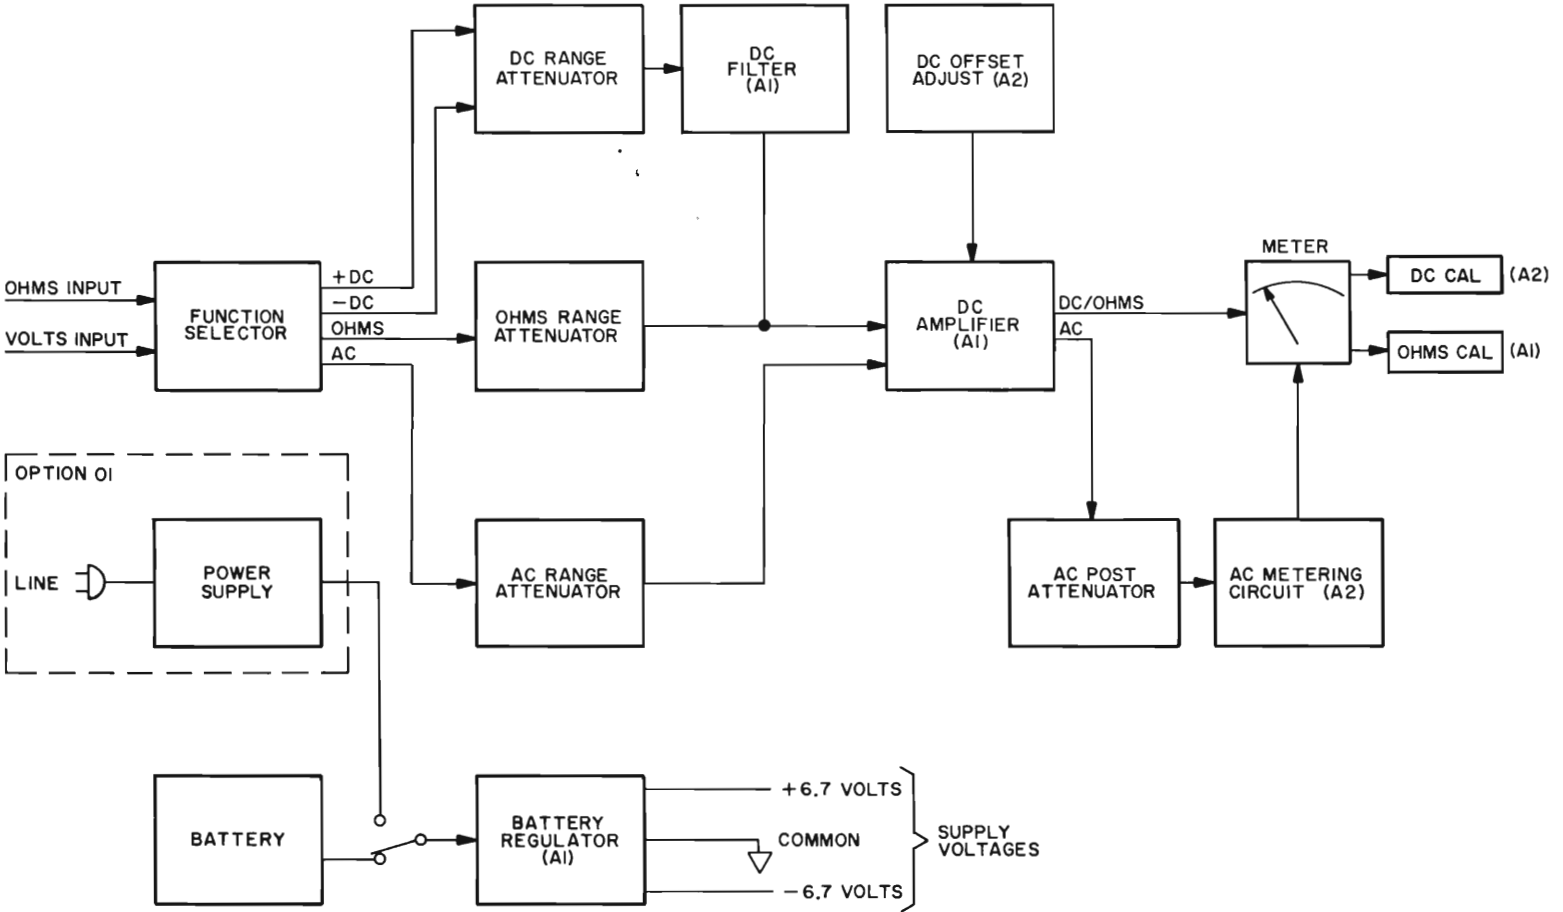 DC RANGE
ATTENUATOR
DC
FILTER
(A1)
DC OFFSET
ADJUST (A2)
OHMS INPUT
VOLTS INPUT
FUNCTION
SELECTOR
+DC
−DC
OHMS
AC
OHMS RANGE
ATTENUATOR
DC
AMPLIFIER
(A1)
DC/OHMS
AC
METER
DC CAL
(A2)
OHMS CAL
(A1)
OPTION 01
LINE
POWER
SUPPLY
AC RANGE
ATTENUATOR
AC POST
ATTENUATOR
AC METERING
CIRCUIT (A2)
BATTERY
BATTERY
REGULATOR
(A1)
+6.7 VOLTS
COMMON
−6.7 VOLTS
SUPPLY
VOLTAGES